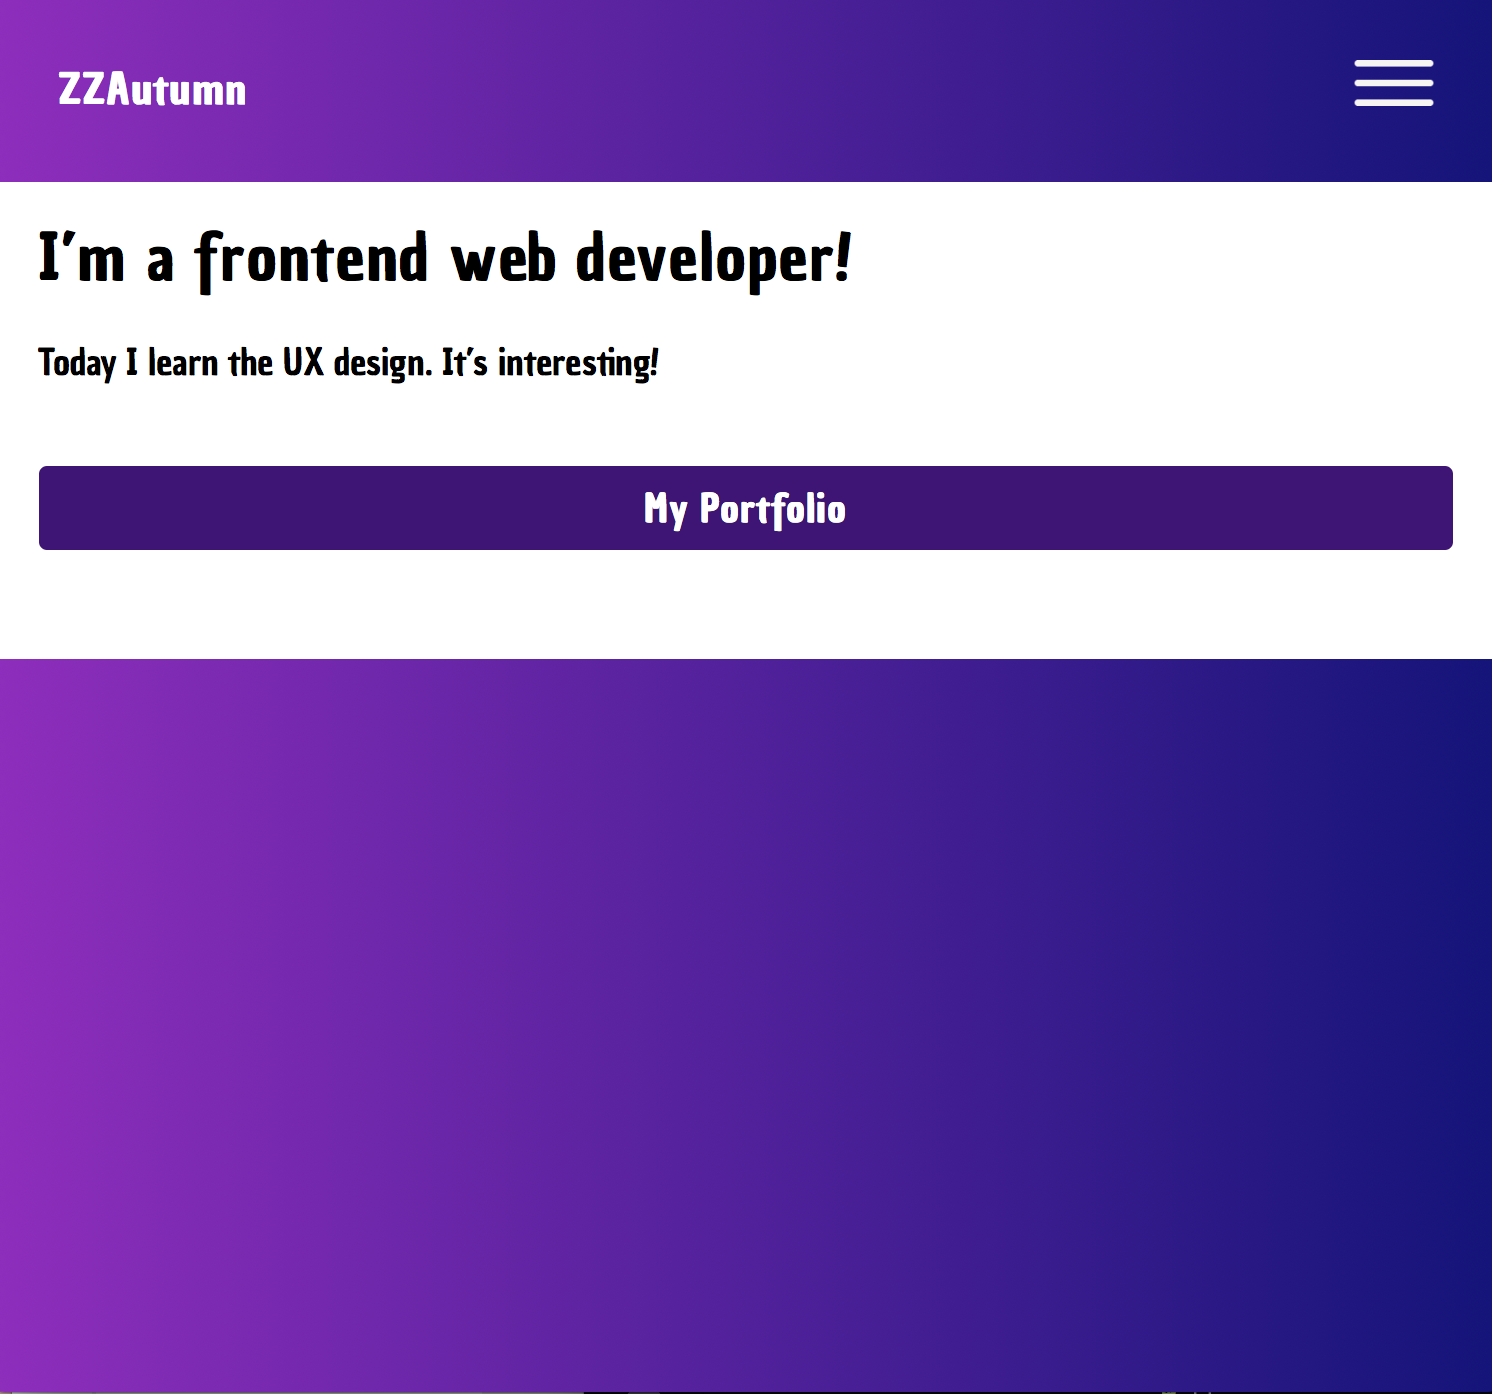 ZZAutumn
I'm a frontend web developer!
Today I learn the UX design. It's interesting!
My Portfolio